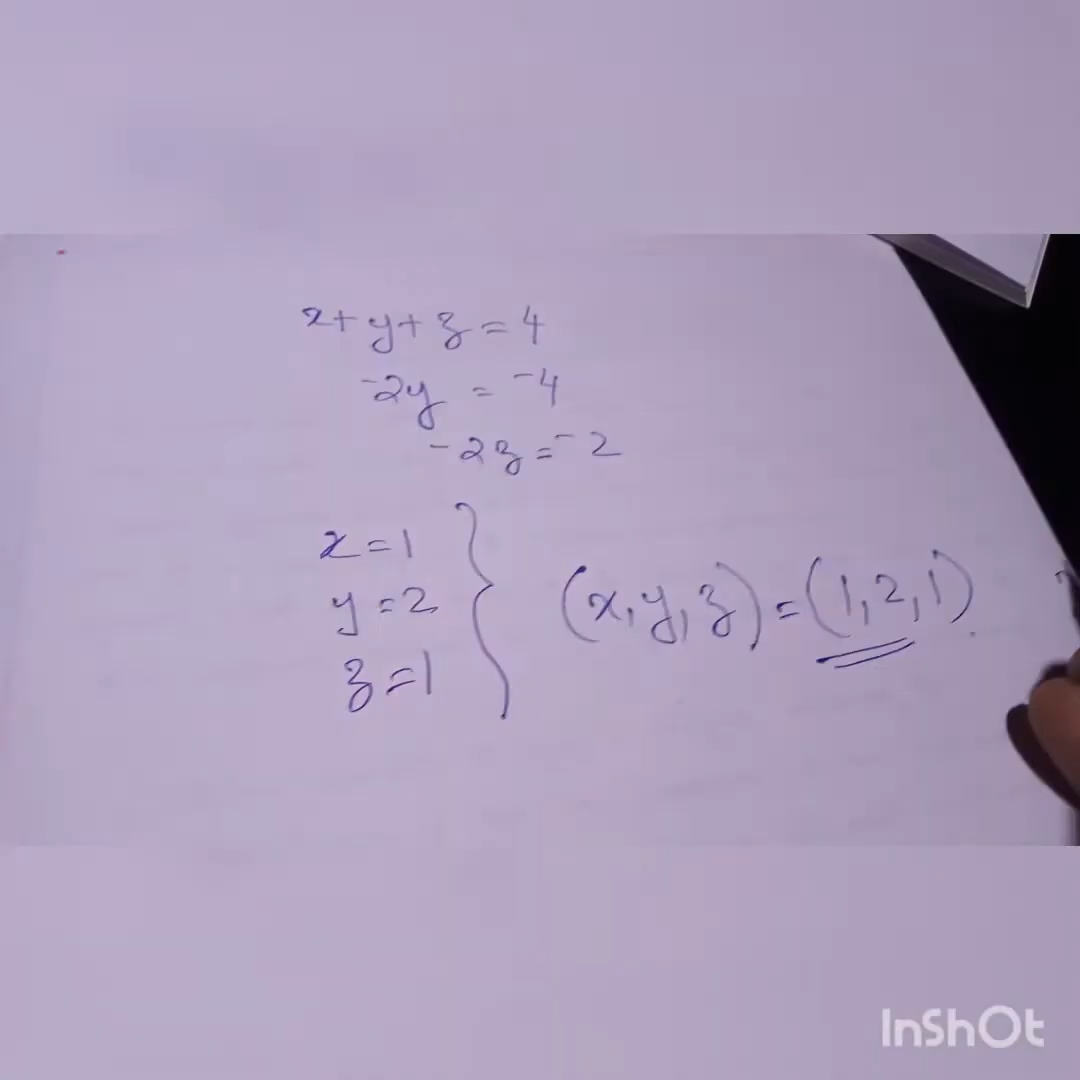 x+y+z=4
-2y = -4
-2z=-2
x=1
y=2
z=1
(x,y,z)=(1,2,1)
InShOt